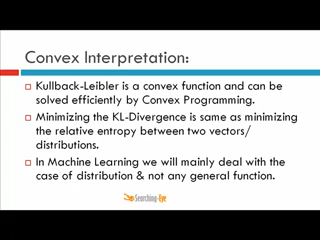 Convex Interpretation:
Kullback-Leibler is a convex function and can be
solved efficiently by Convex Programming.
Minimizing the KL-Divergence is same as minimizing
the relative entropy between two vectors/
distributions.
In Machine Learning we will mainly deal with the
case of distribution & not any general function.
Searching-Eye